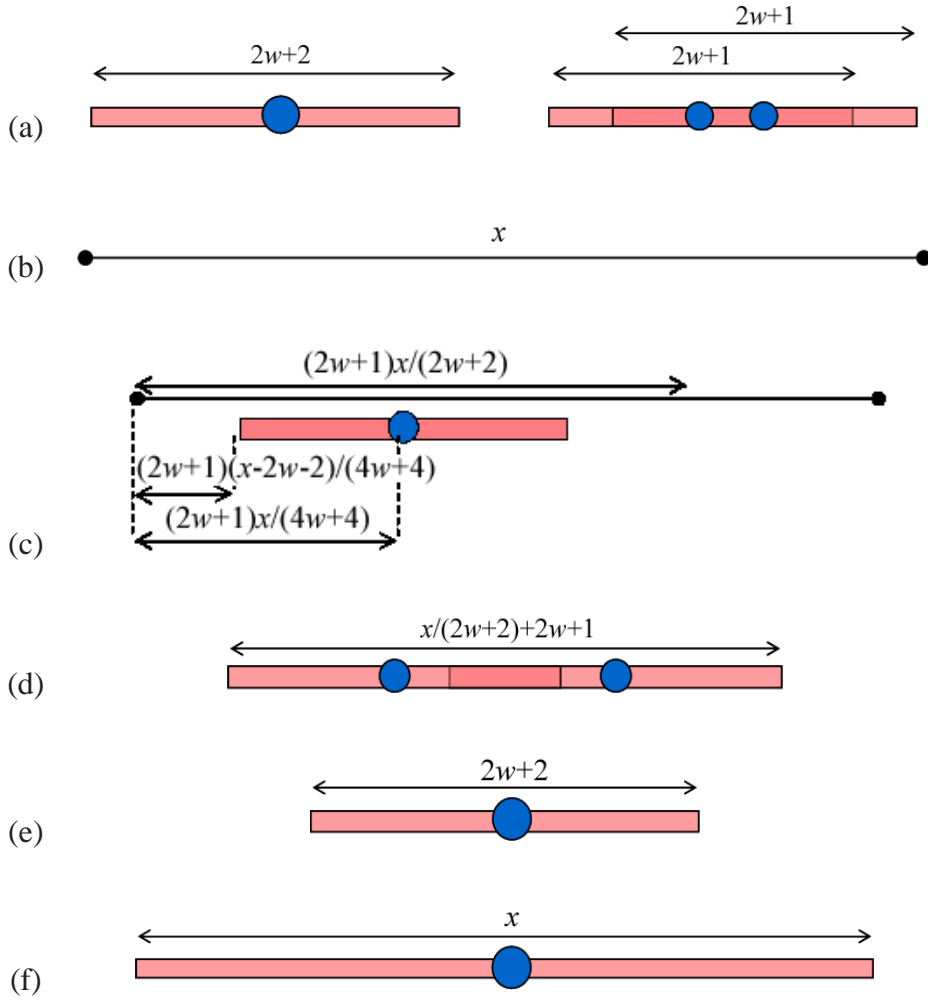 2w+1
2w+2
2w+1
(a)
x
(b)
(2w+1)x/(2w+2)
(2w+1)(x-2w-2)/(4w+4)
(2w+1)x/(4w+4)
(c)
x/(2w+2)+2w+1
(d)
2w+2
(e)
x
(f)